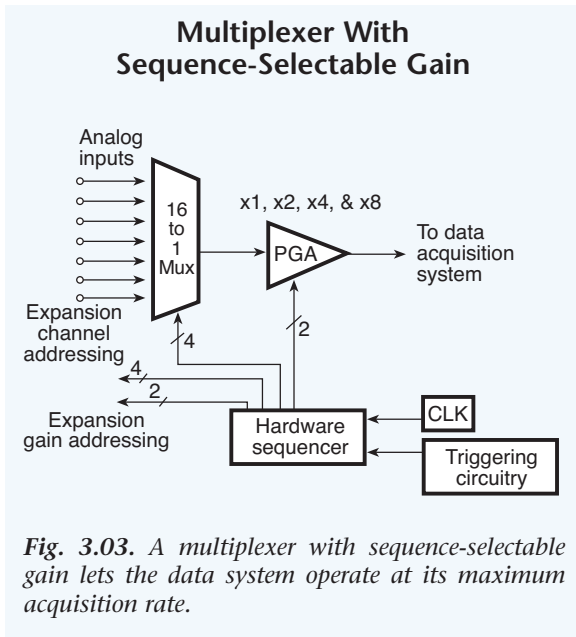 Multiplexer With
Sequence-Selectable Gain
Analog
inputs
16
to
1
Mux
x1, x2, x4, & x8
PGA
To data
acquisition
system
Expansion
channel
addressing
4
2
4
2
Expansion
gain addressing
Hardware
sequencer
CLK
Triggering
circuitry
Fig. 3.03. A multiplexer with sequence-selectable
gain lets the data system operate at its maximum
acquisition rate.